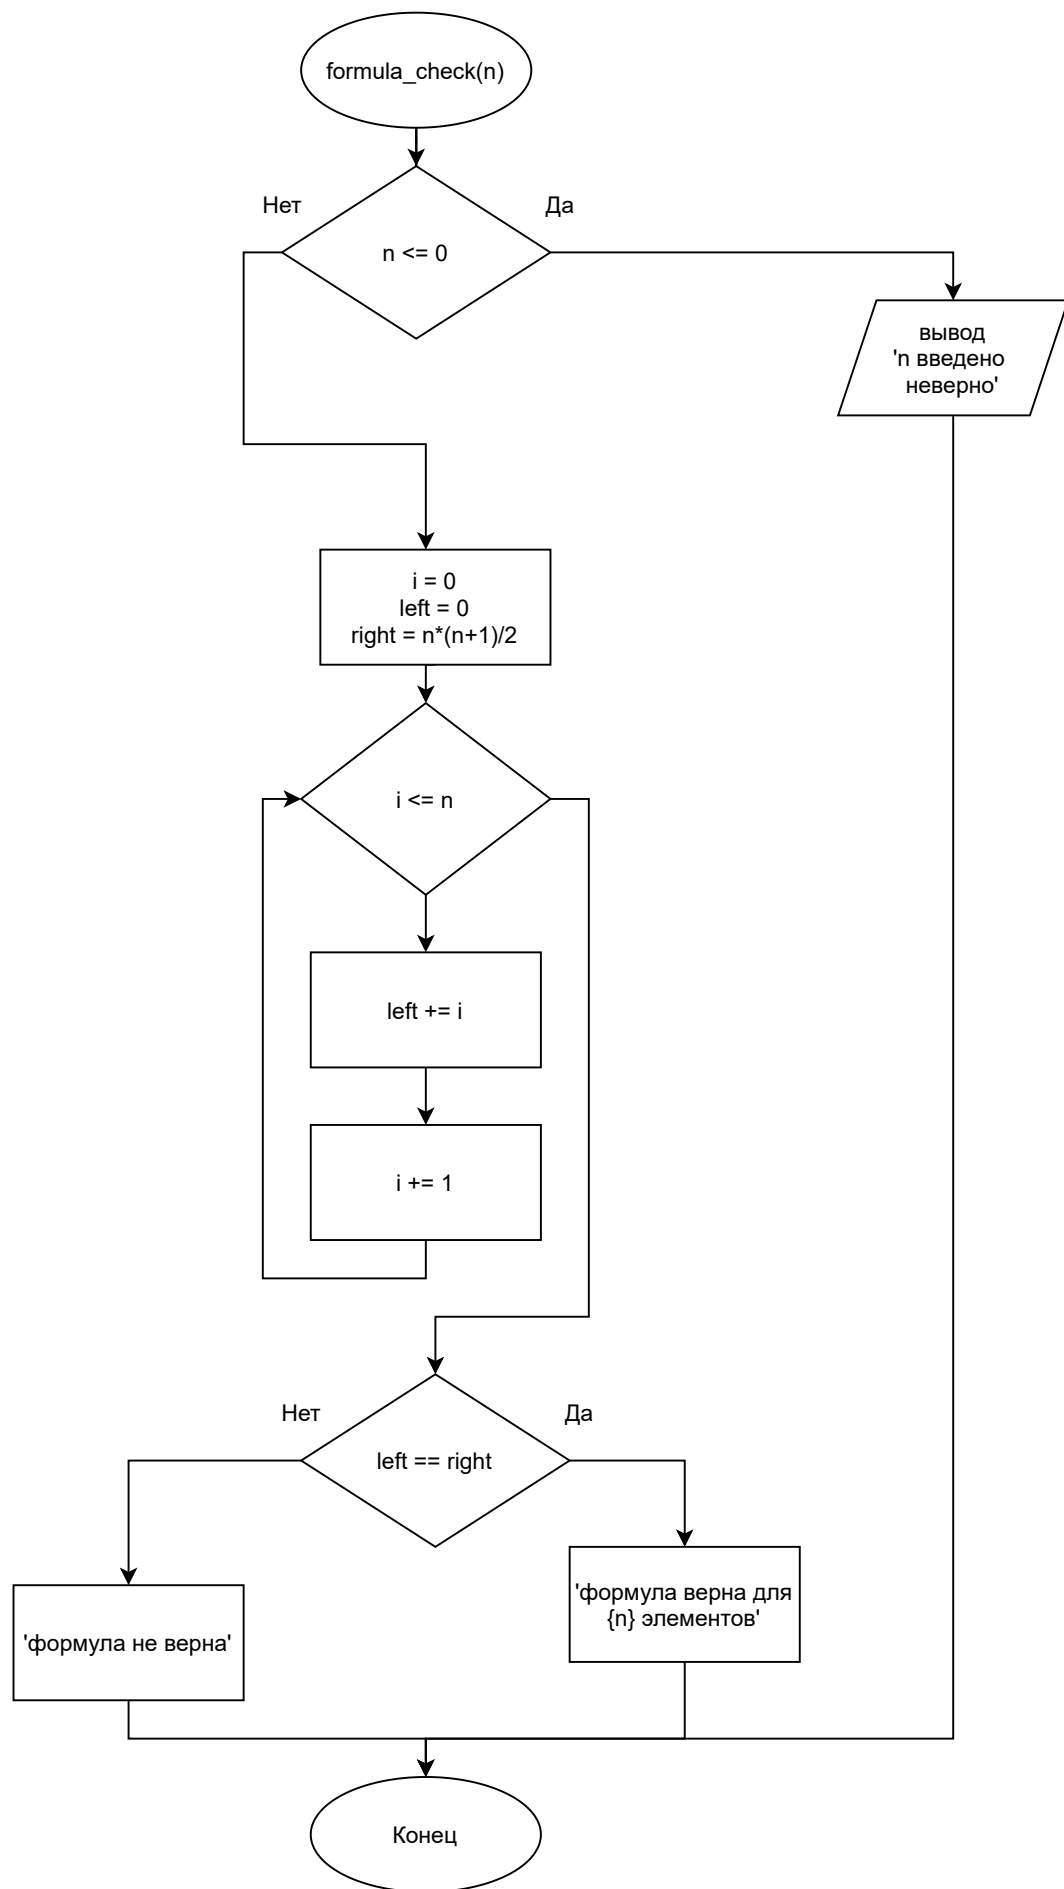 formula_check(n)
Нет
Да
n <= 0
вывод
'n введено
неверно'
i = 0
left = 0
right = n*(n+1)/2
i <= n
left += i
i += 1
Нет
Да
left == right
'формула верна для
{n} элементов'
'формула не верна'
Конец